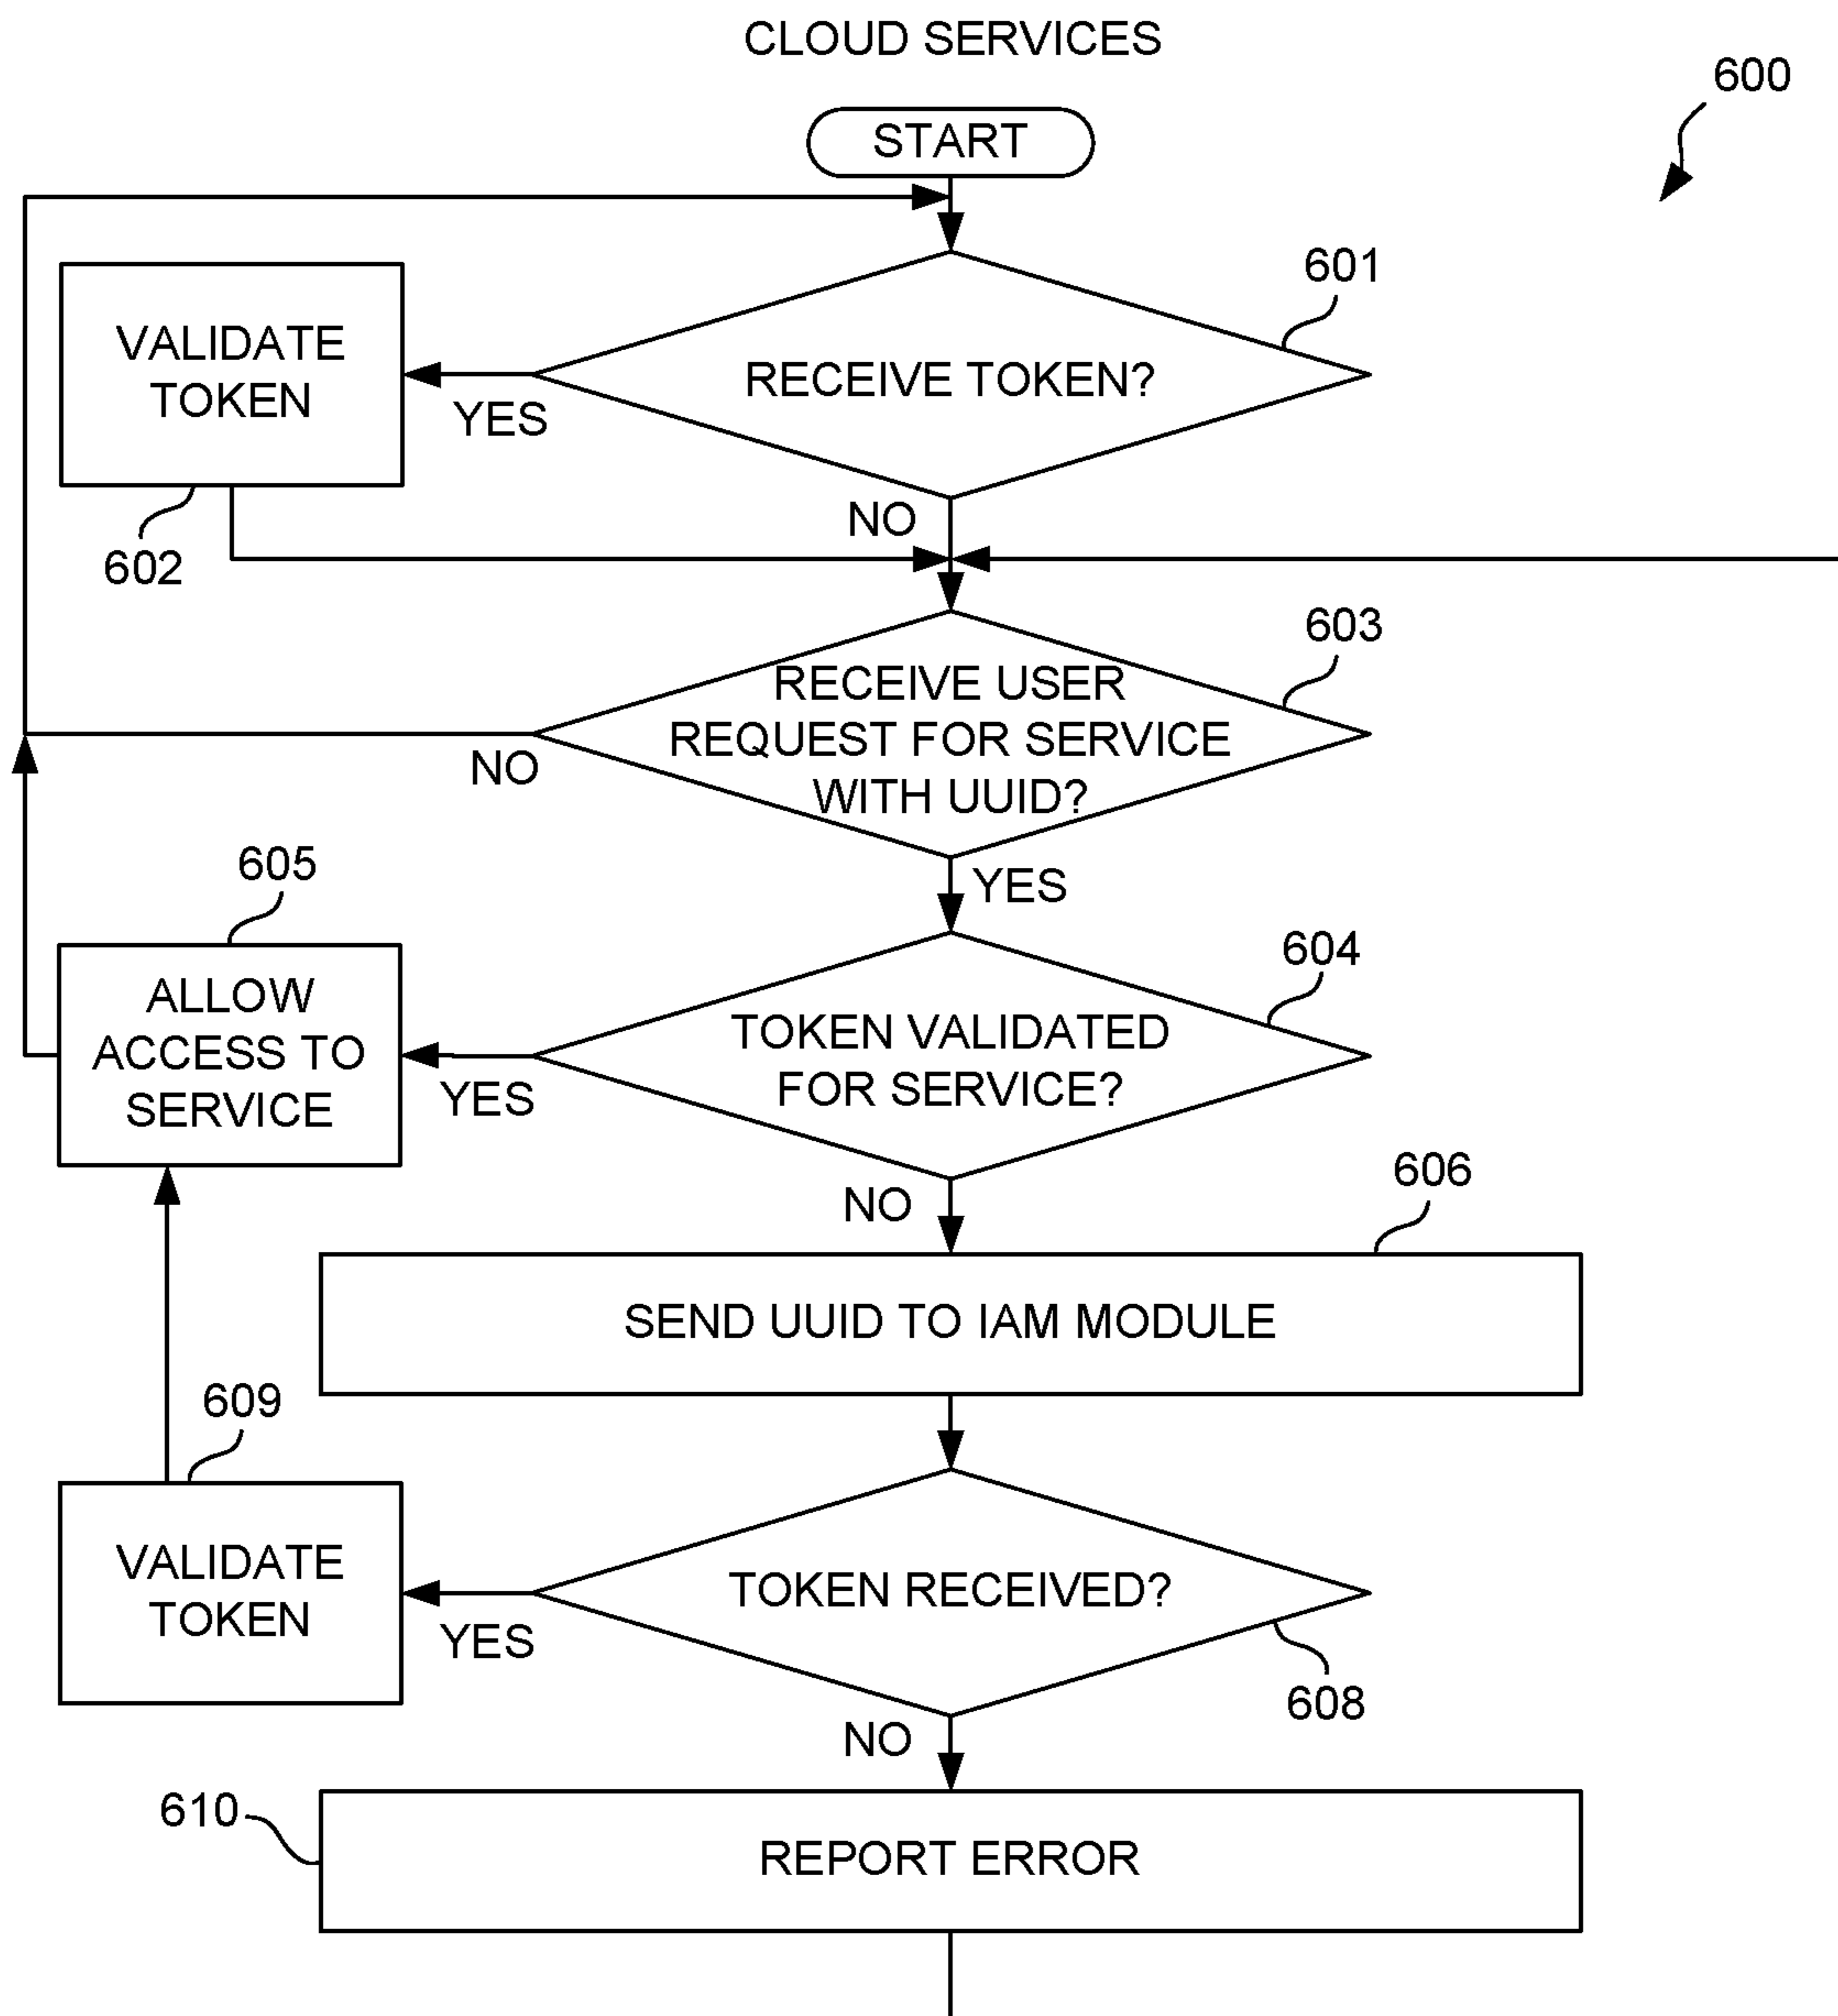 CLOUD SERVICES
600
START
601
VALIDATE
TOKEN
RECEIVE TOKEN?
YES
NO
602
603
RECEIVE USER
REQUEST FOR SERVICE
WITH UUID?
NO
605
YES
604
ALLOW
ACCESS TO
SERVICE
TOKEN VALIDATED
FOR SERVICE?
YES
606
NO
SEND UUID TO IAM MODULE
609
VALIDATE
TOKEN
TOKEN RECEIVED?
YES
608
NO
610
REPORT ERROR